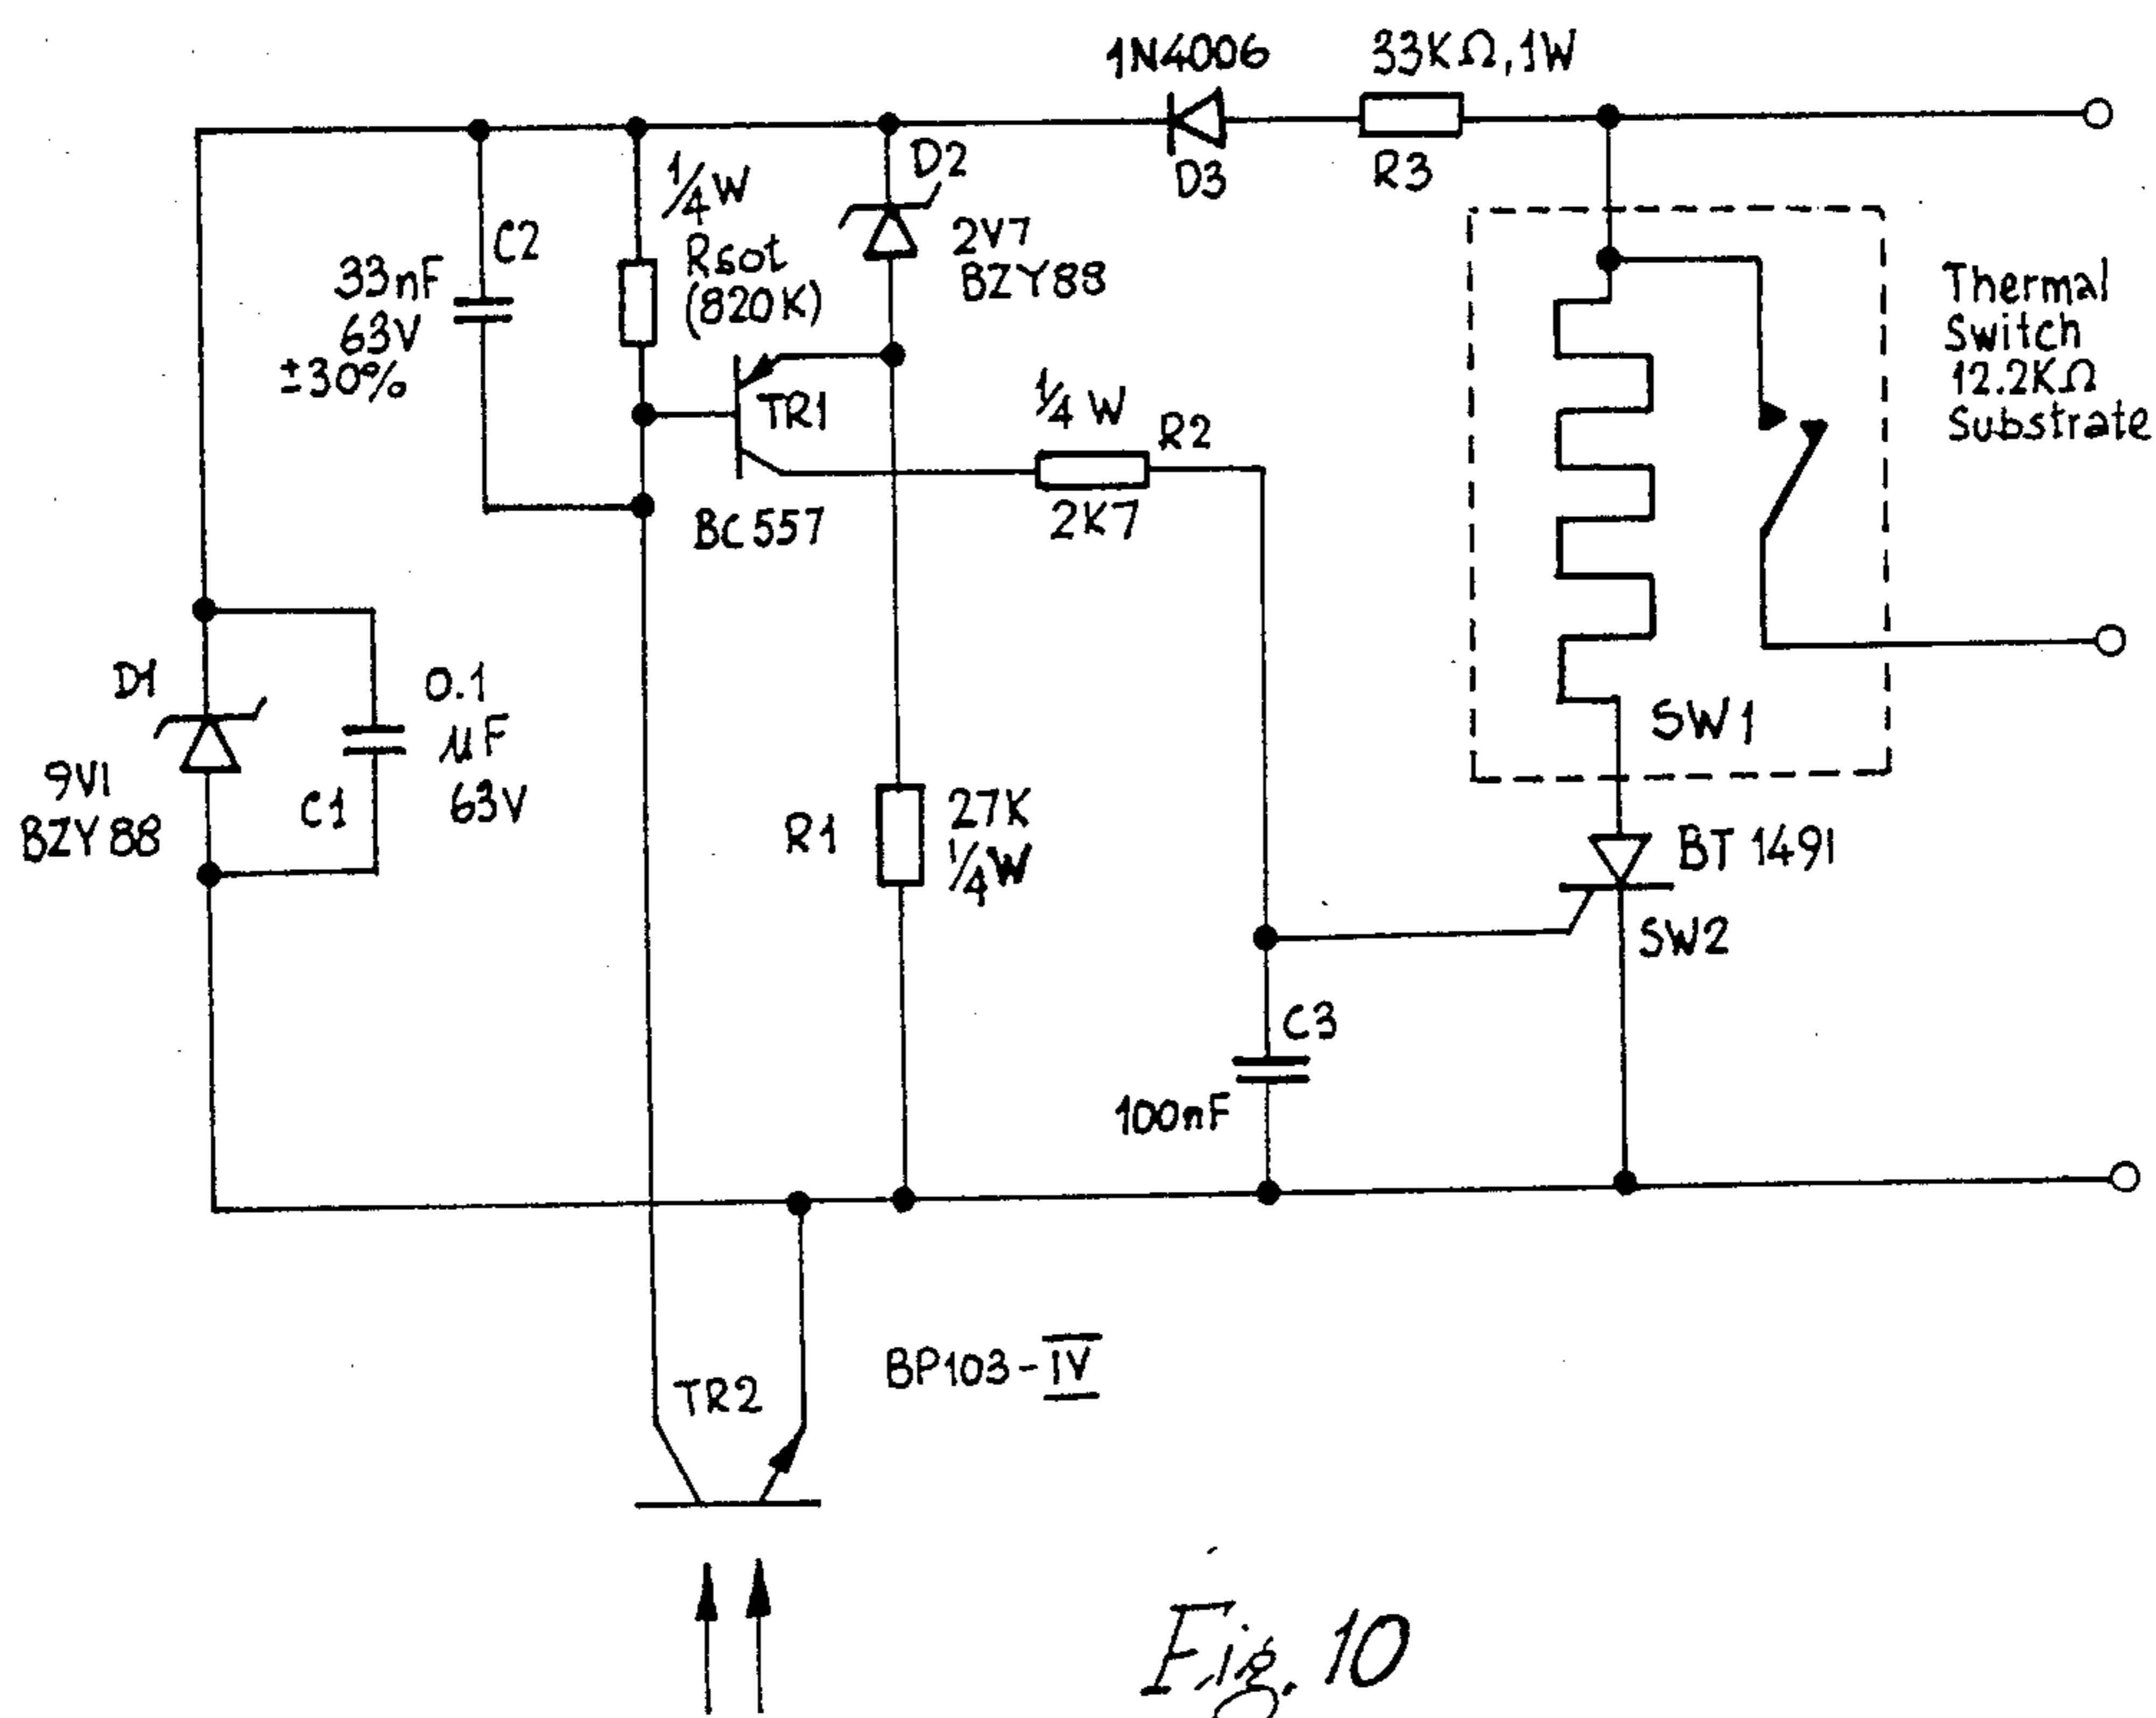 1N4006
33KΩ, 1W
D3
R3
D2
2V7
BZY88
1/4 W
Rsot
(820K)
C2
33nF
63V
±30%
TR1
BC557
1/4 W
R2
2K7
Thermal
Switch
12.2KΩ
Substrate
SW1
D1
9V1
BZY88
0.1
µF
63V
C1
R1
27K
1/4 W
BT 1491
SW2
C3
100nF
TR2
BP103-IV
Fig. 10